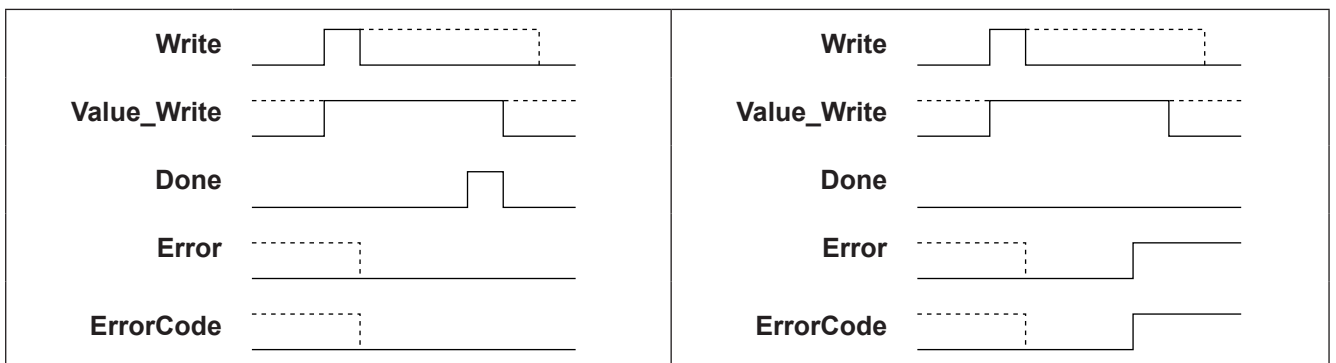 Write
Value_Write
Done
Error
ErrorCode
Write
Value_Write
Done
Error
ErrorCode